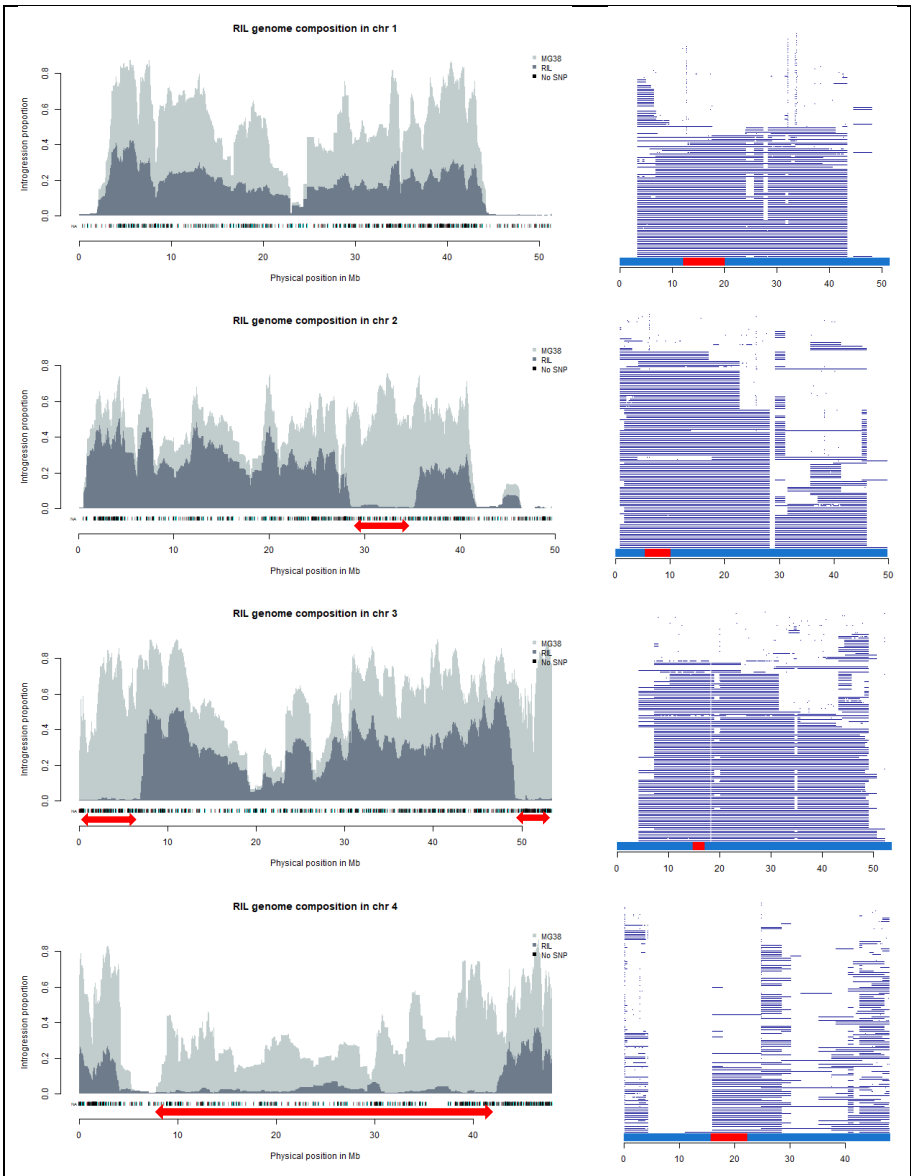 RIL genome composition in chr 1
MG38
RIL
No SNP
Introgression proportion
0.0 0.2 0.4 0.6 0.8
NA
0 10 20 30 40 50
Physical position in Mb
0 10 20 30 40 50
RIL genome composition in chr 2
MG38
RIL
No SNP
Introgression proportion
0.0 0.2 0.4 0.6 0.8
NA
0 10 20 30 40 50
Physical position in Mb
0 10 20 30 40 50
RIL genome composition in chr 3
MG38
RIL
No SNP
Introgression proportion
0.0 0.2 0.4 0.6 0.8
NA
0 10 20 30 40 50
Physical position in Mb
0 10 20 30 40 50
RIL genome composition in chr 4
MG38
RIL
No SNP
Introgression proportion
0.0 0.2 0.4 0.6 0.8
NA
0 10 20 30 40
Physical position in Mb
0 10 20 30 40